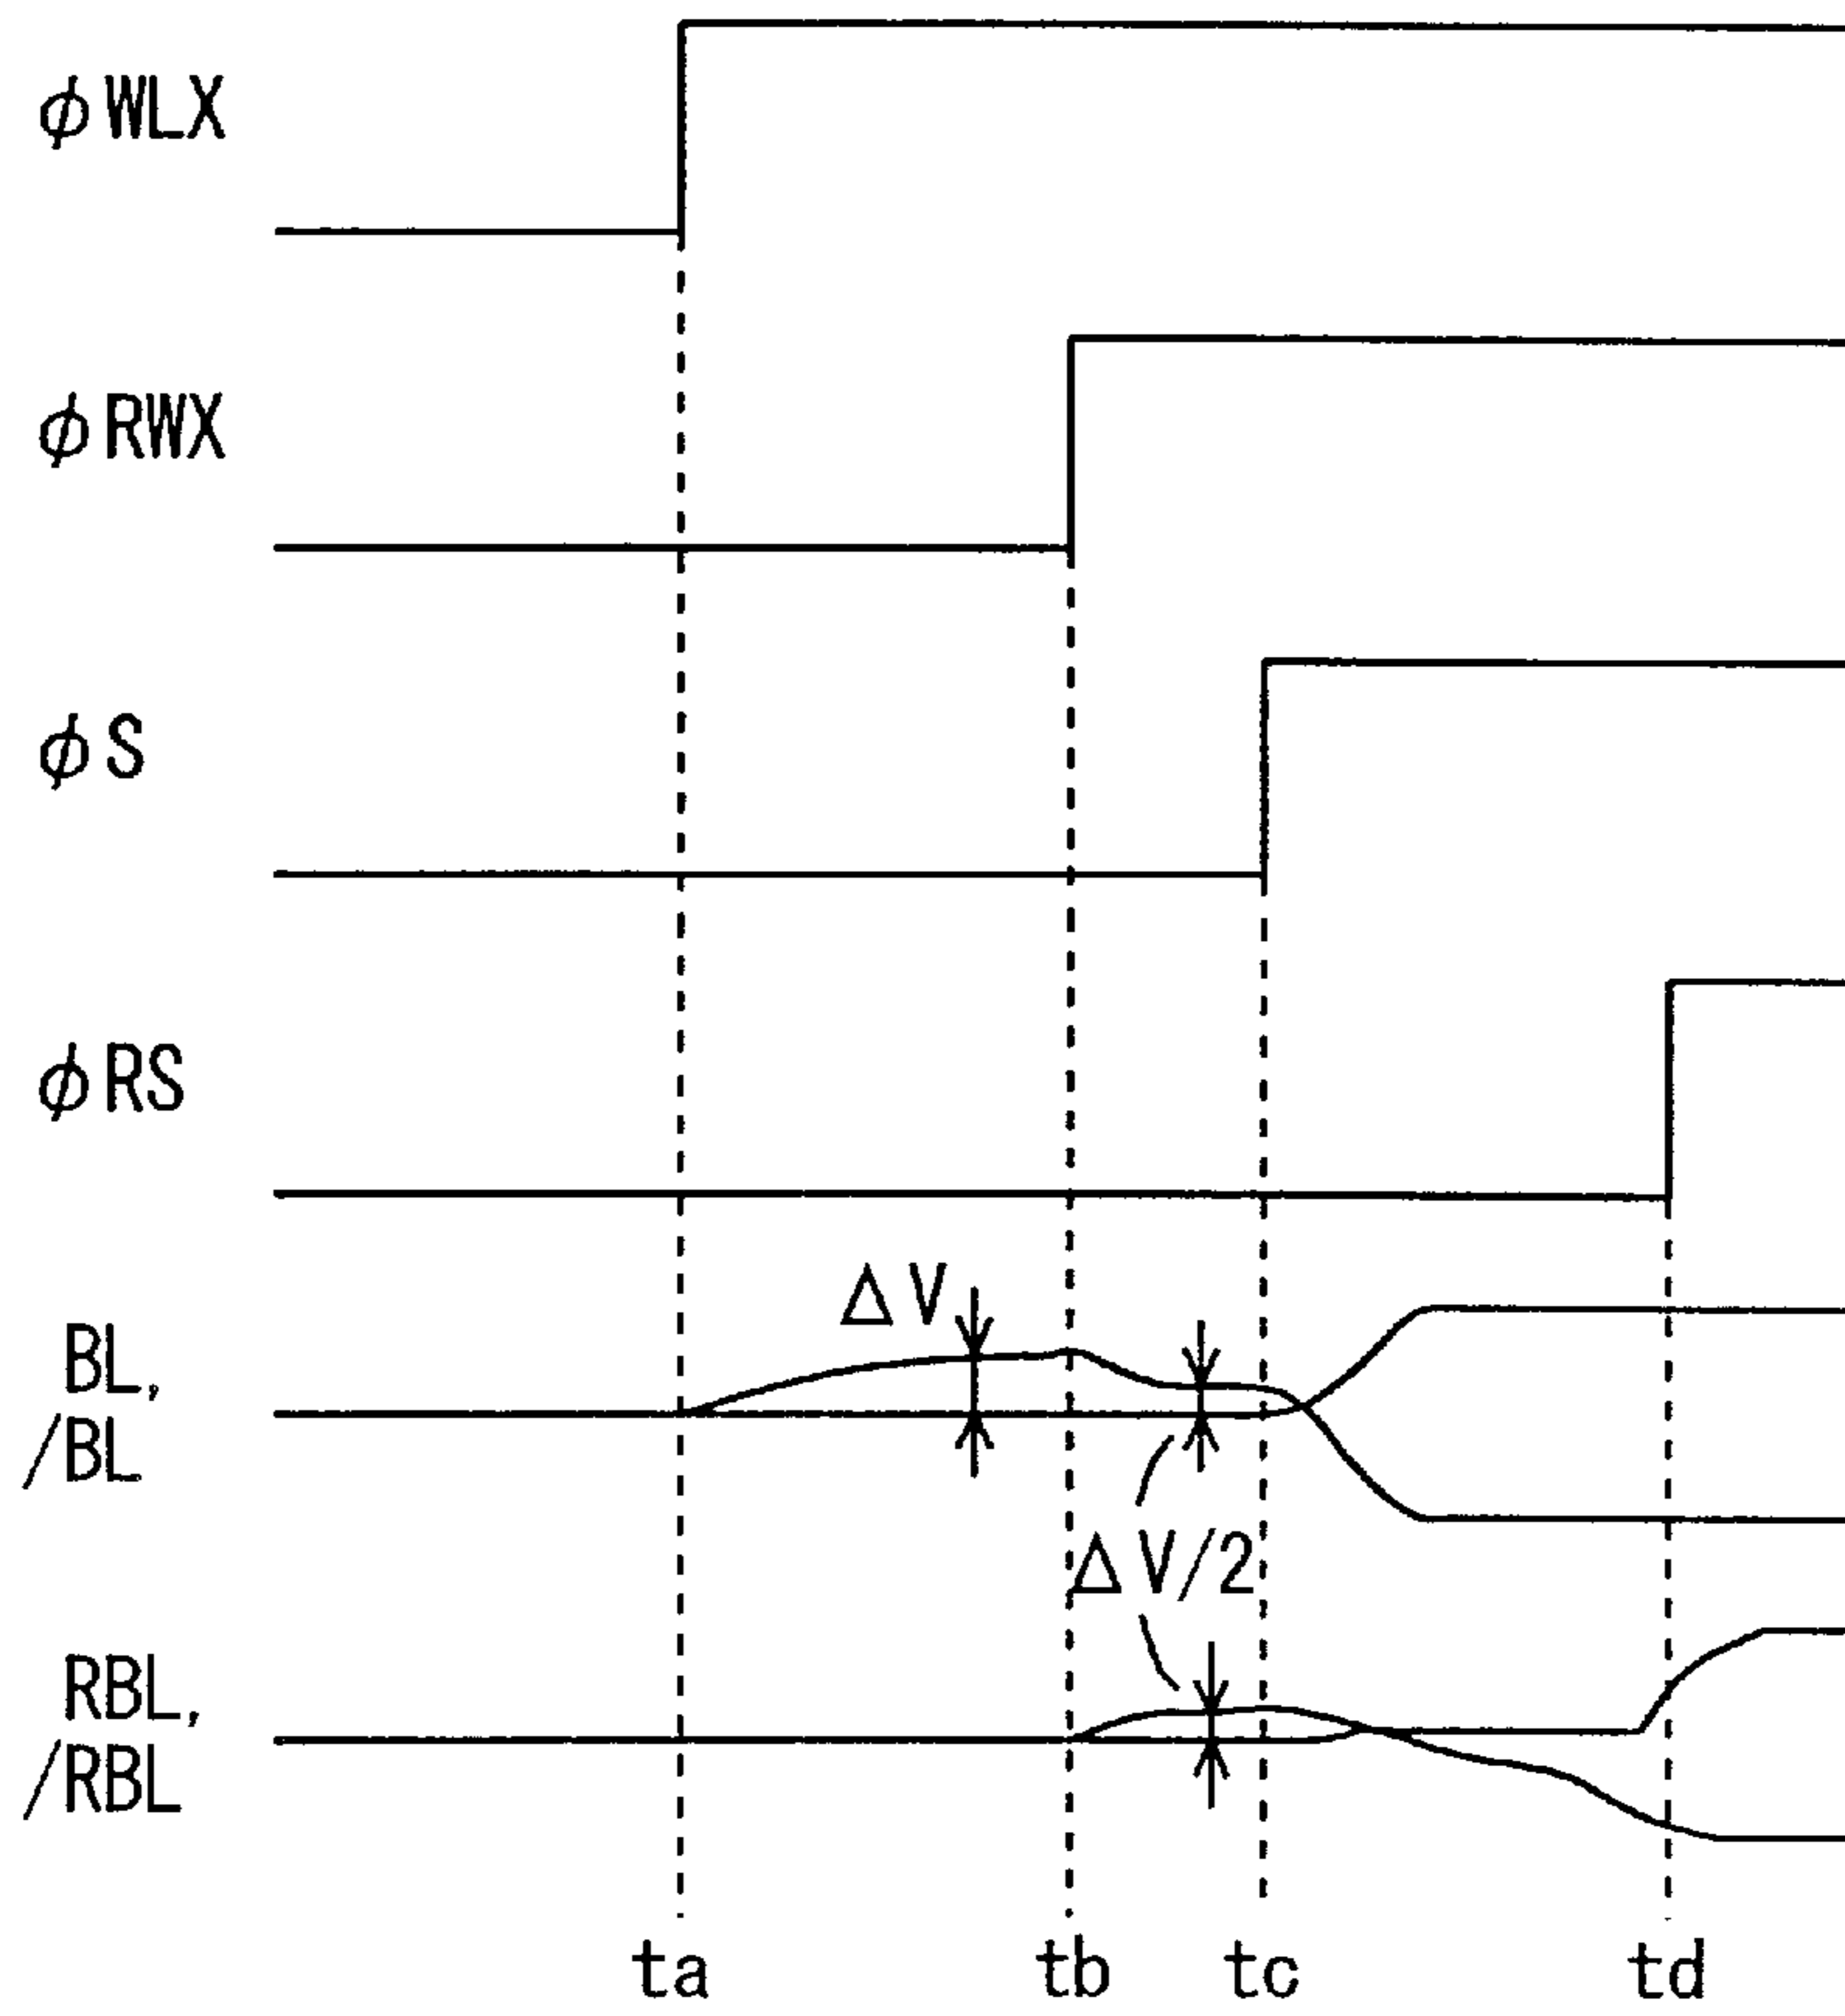 φWLX
φRWX
φS
φRS
ΔV
BL,
/BL
ΔV/2
RBL,
/RBL
ta tb tc td